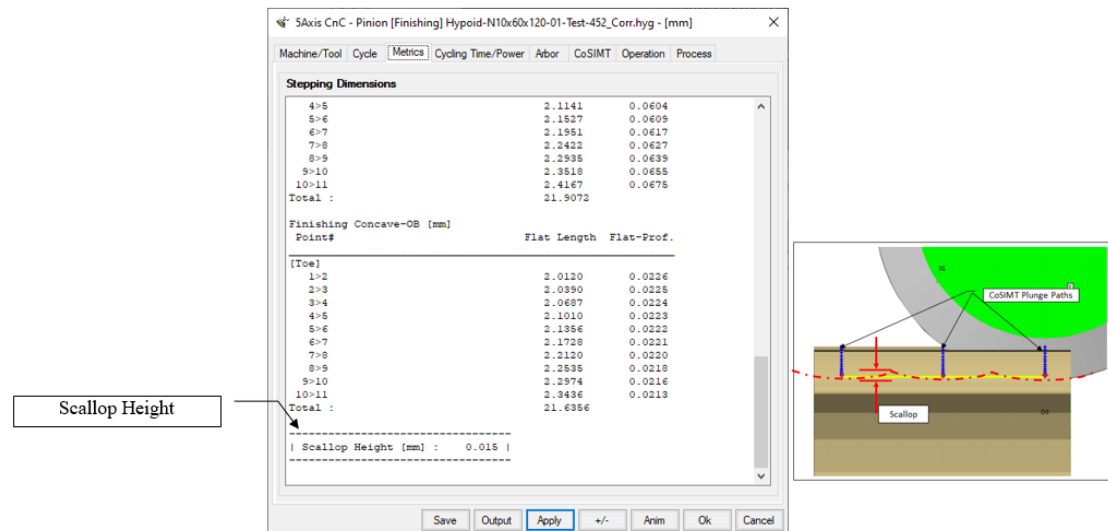 5Axis CnC - Pinion [Finishing] Hypoid-N10x60x120-01-Test-452_Corr.hyg - [mm]
Machine/Tool Cycle Metrics Cycling Time/Power Arbor CoSIMT Operation Process
Stepping Dimensions
4>5 2.1141 0.0604
5>6 2.1527 0.0609
6>7 2.1951 0.0617
7>8 2.2422 0.0627
8>9 2.2935 0.0639
9>10 2.3518 0.0655
10>11 2.4167 0.0675
Total : 21.9072
Finishing Concave-OB [mm]
Point# Flat Length Flat-Prof.
[Toe]
1>2 2.0120 0.0226
2>3 2.0390 0.0225
3>4 2.0687 0.0224
4>5 2.1010 0.0223
5>6 2.1356 0.0222
6>7 2.1728 0.0221
7>8 2.2120 0.0220
8>9 2.2535 0.0218
9>10 2.2974 0.0216
10>11 2.3436 0.0213
Total : 21.6356
| Scallop Height [mm] : 0.015 |
Save Output Apply +/- Anim Ok Cancel
Scallop Height
CoSIMT Plunge Paths
Scallop